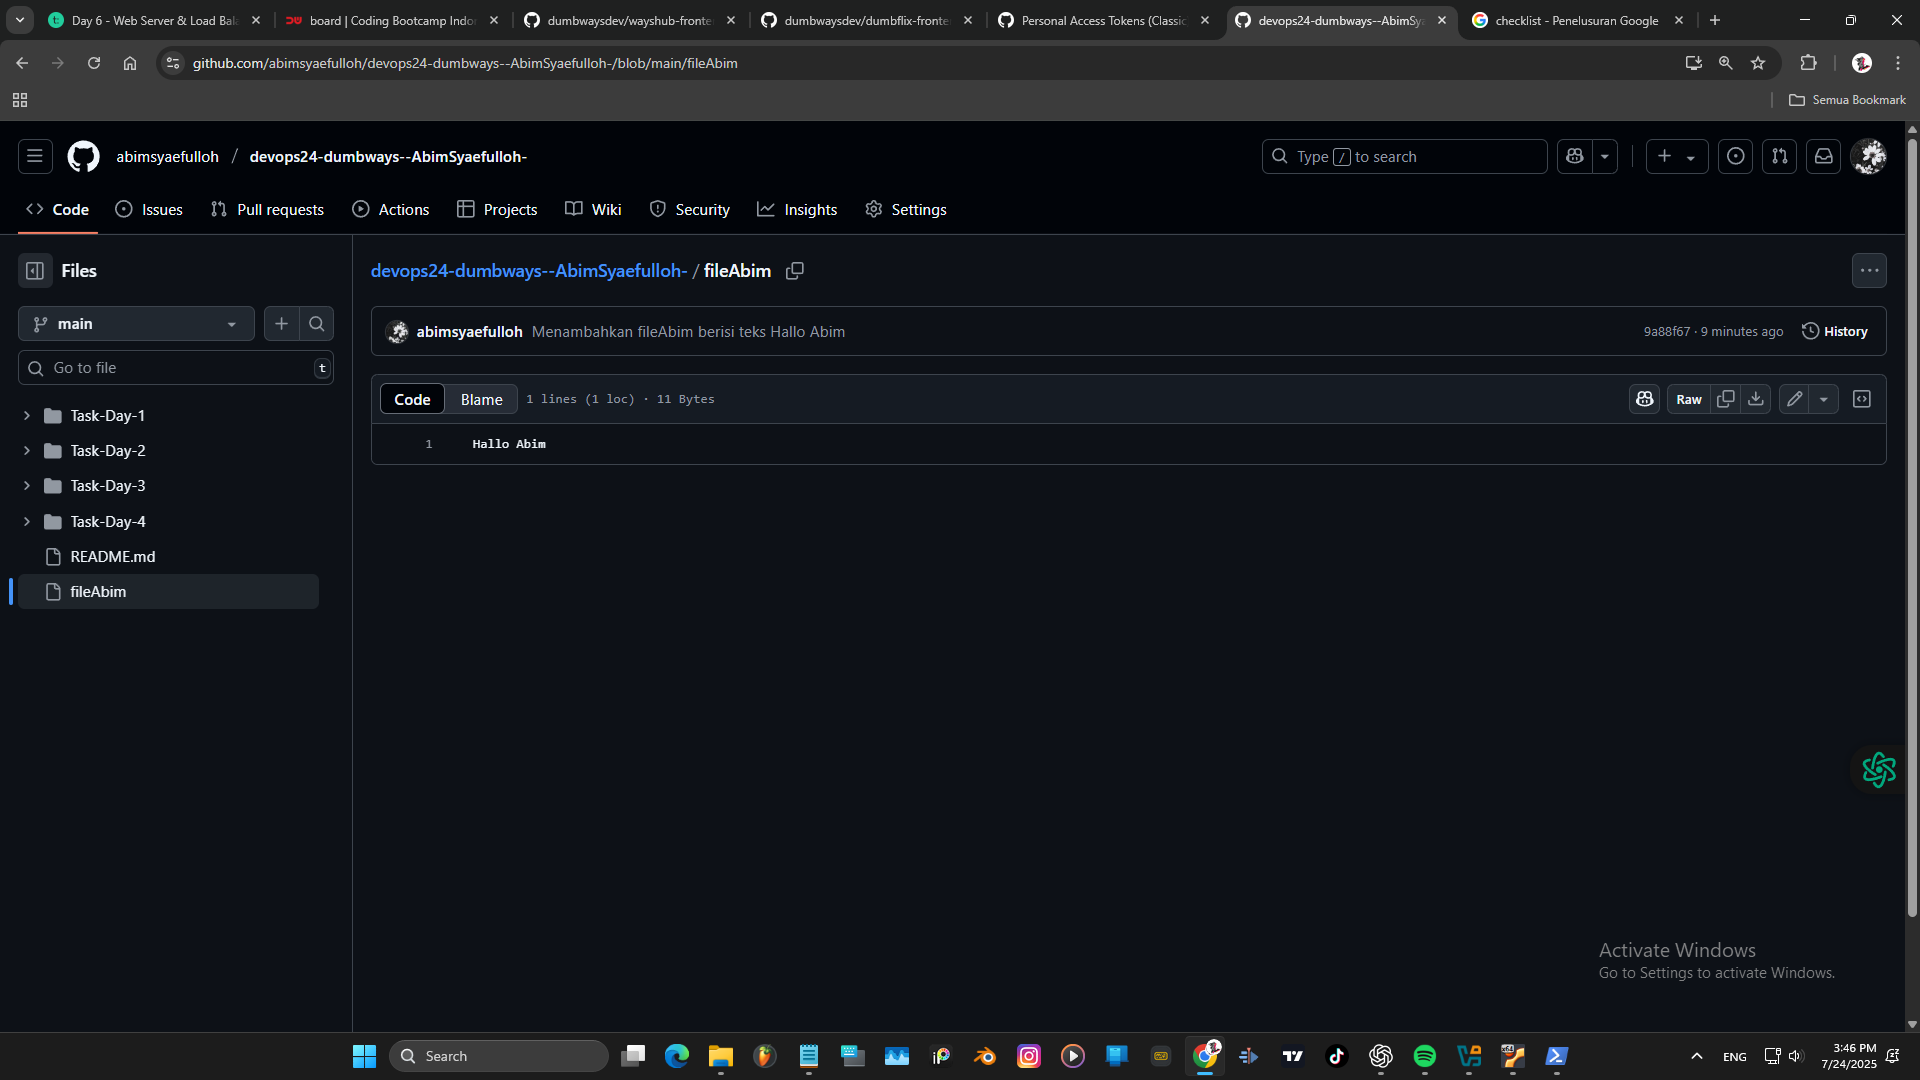 Day 6 - Web Server & Load Bala
board | Coding Bootcamp Indon
dumbwaysdev/wayshub-fronte
dumbwaysdev/dumbflix-fronte
Personal Access Tokens (Classic
devops24-dumbways--AbimSya
checklist - Penelusuran Google
github.com/abimsyaefulloh/devops24-dumbways--AbimSyaefulloh-/blob/main/fileAbim
Semua Bookmark
abimsyaefulloh / devops24-dumbways--AbimSyaefulloh-
Type / to search
Code
Issues
Pull requests
Actions
Projects
Wiki
Security
Insights
Settings
Files
main
Go to file
t
Task-Day-1
Task-Day-2
Task-Day-3
Task-Day-4
README.md
fileAbim
devops24-dumbways--AbimSyaefulloh- / fileAbim
abimsyaefulloh Menambahkan fileAbim berisi teks Hallo Abim
9a88f67 · 9 minutes ago
History
Code
Blame
1 lines (1 loc) · 11 Bytes
Raw
1 Hallo Abim
Activate Windows
Go to Settings to activate Windows.
Search
ENG
3:46 PM
7/24/2025